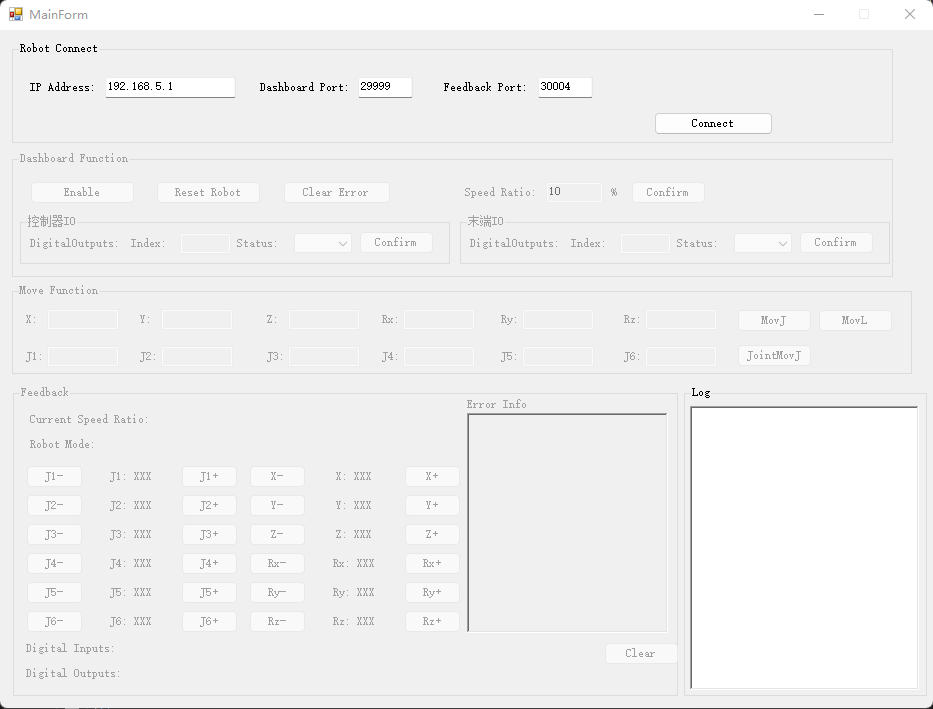 MainForm
Robot Connect
IP Address: 192.168.5.1 Dashboard Port: 29999 Feedback Port: 30004
Connect
Dashboard Function
Enable Reset Robot Clear Error Speed Ratio: 10 % Confirm
控制器IO 末端IO
DigitalOutputs: Index: Status: Confirm DigitalOutputs: Index: Status: Confirm
Move Function
X: Y: Z: Rx: Ry: Rz: MovJ MovL
J1: J2: J3: J4: J5: J6: JointMovJ
Feedback Log
Error Info
Current Speed Ratio:
Robot Mode:
J1- J1: XXX J1+ X- X: XXX X+
J2- J2: XXX J2+ Y- Y: XXX Y+
J3- J3: XXX J3+ Z- Z: XXX Z+
J4- J4: XXX J4+ Rx- Rx: XXX Rx+
J5- J5: XXX J5+ Ry- Ry: XXX Ry+
J6- J6: XXX J6+ Rz- Rz: XXX Rz+
Digital Inputs:
Clear
Digital Outputs: